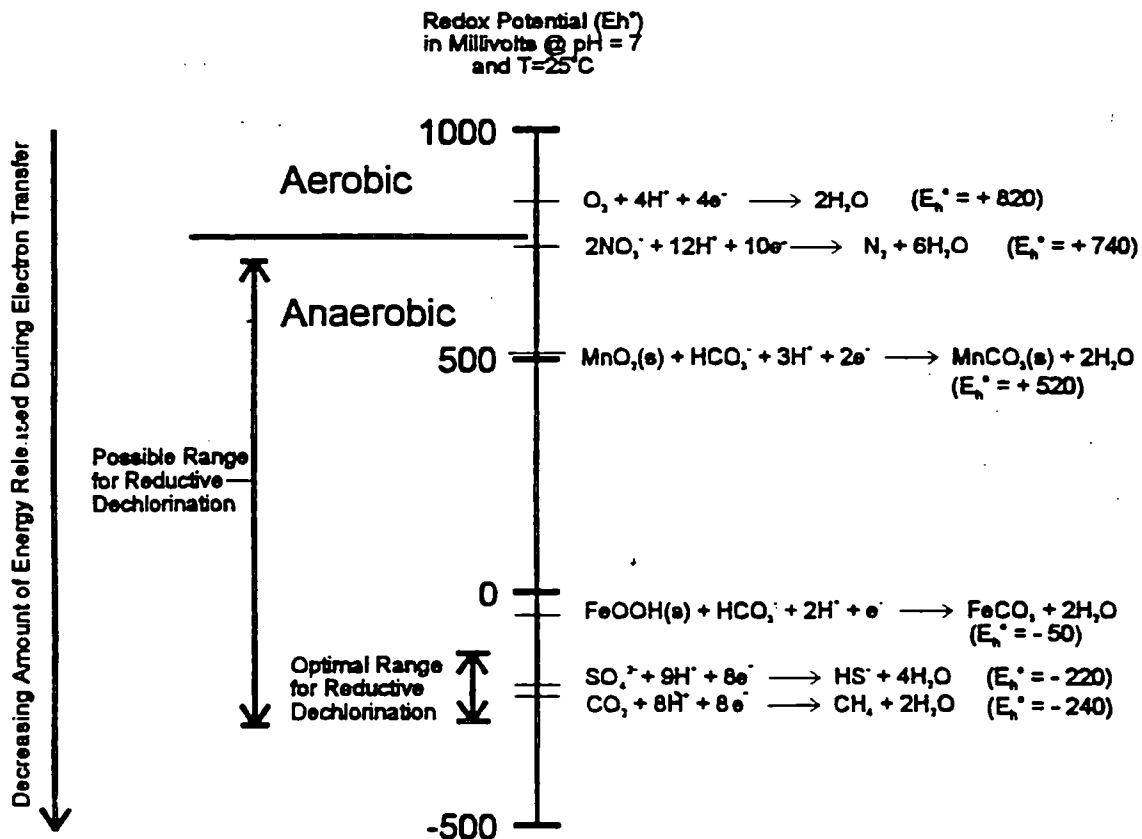 Redox Potential (Eh°)
in Millivolts @ pH = 7
and T=25°C
Decreasing Amount of Energy Released During Electron Transfer
1000
Aerobic
O₂ + 4H⁺ + 4e⁻ ⟶ 2H₂O (Eₕ° = + 820)
2NO₃⁻ + 12H⁺ + 10e⁻ ⟶ N₂ + 6H₂O (Eₕ° = + 740)
Anaerobic
500
MnO₂(s) + HCO₃⁻ + 3H⁺ + 2e⁻ ⟶ MnCO₃(s) + 2H₂O
(Eₕ° = + 520)
Possible Range
for Reductive
Dechlorination
0
FeOOH(s) + HCO₃⁻ + 2H⁺ + e⁻ ⟶ FeCO₃ + 2H₂O
(Eₕ° = - 50)
Optimal Range
for Reductive
Dechlorination
SO₄²⁻ + 9H⁺ + 8e⁻ ⟶ HS⁻ + 4H₂O (Eₕ° = - 220)
CO₂ + 8H⁺ + 8e⁻ ⟶ CH₄ + 2H₂O (Eₕ° = - 240)
-500